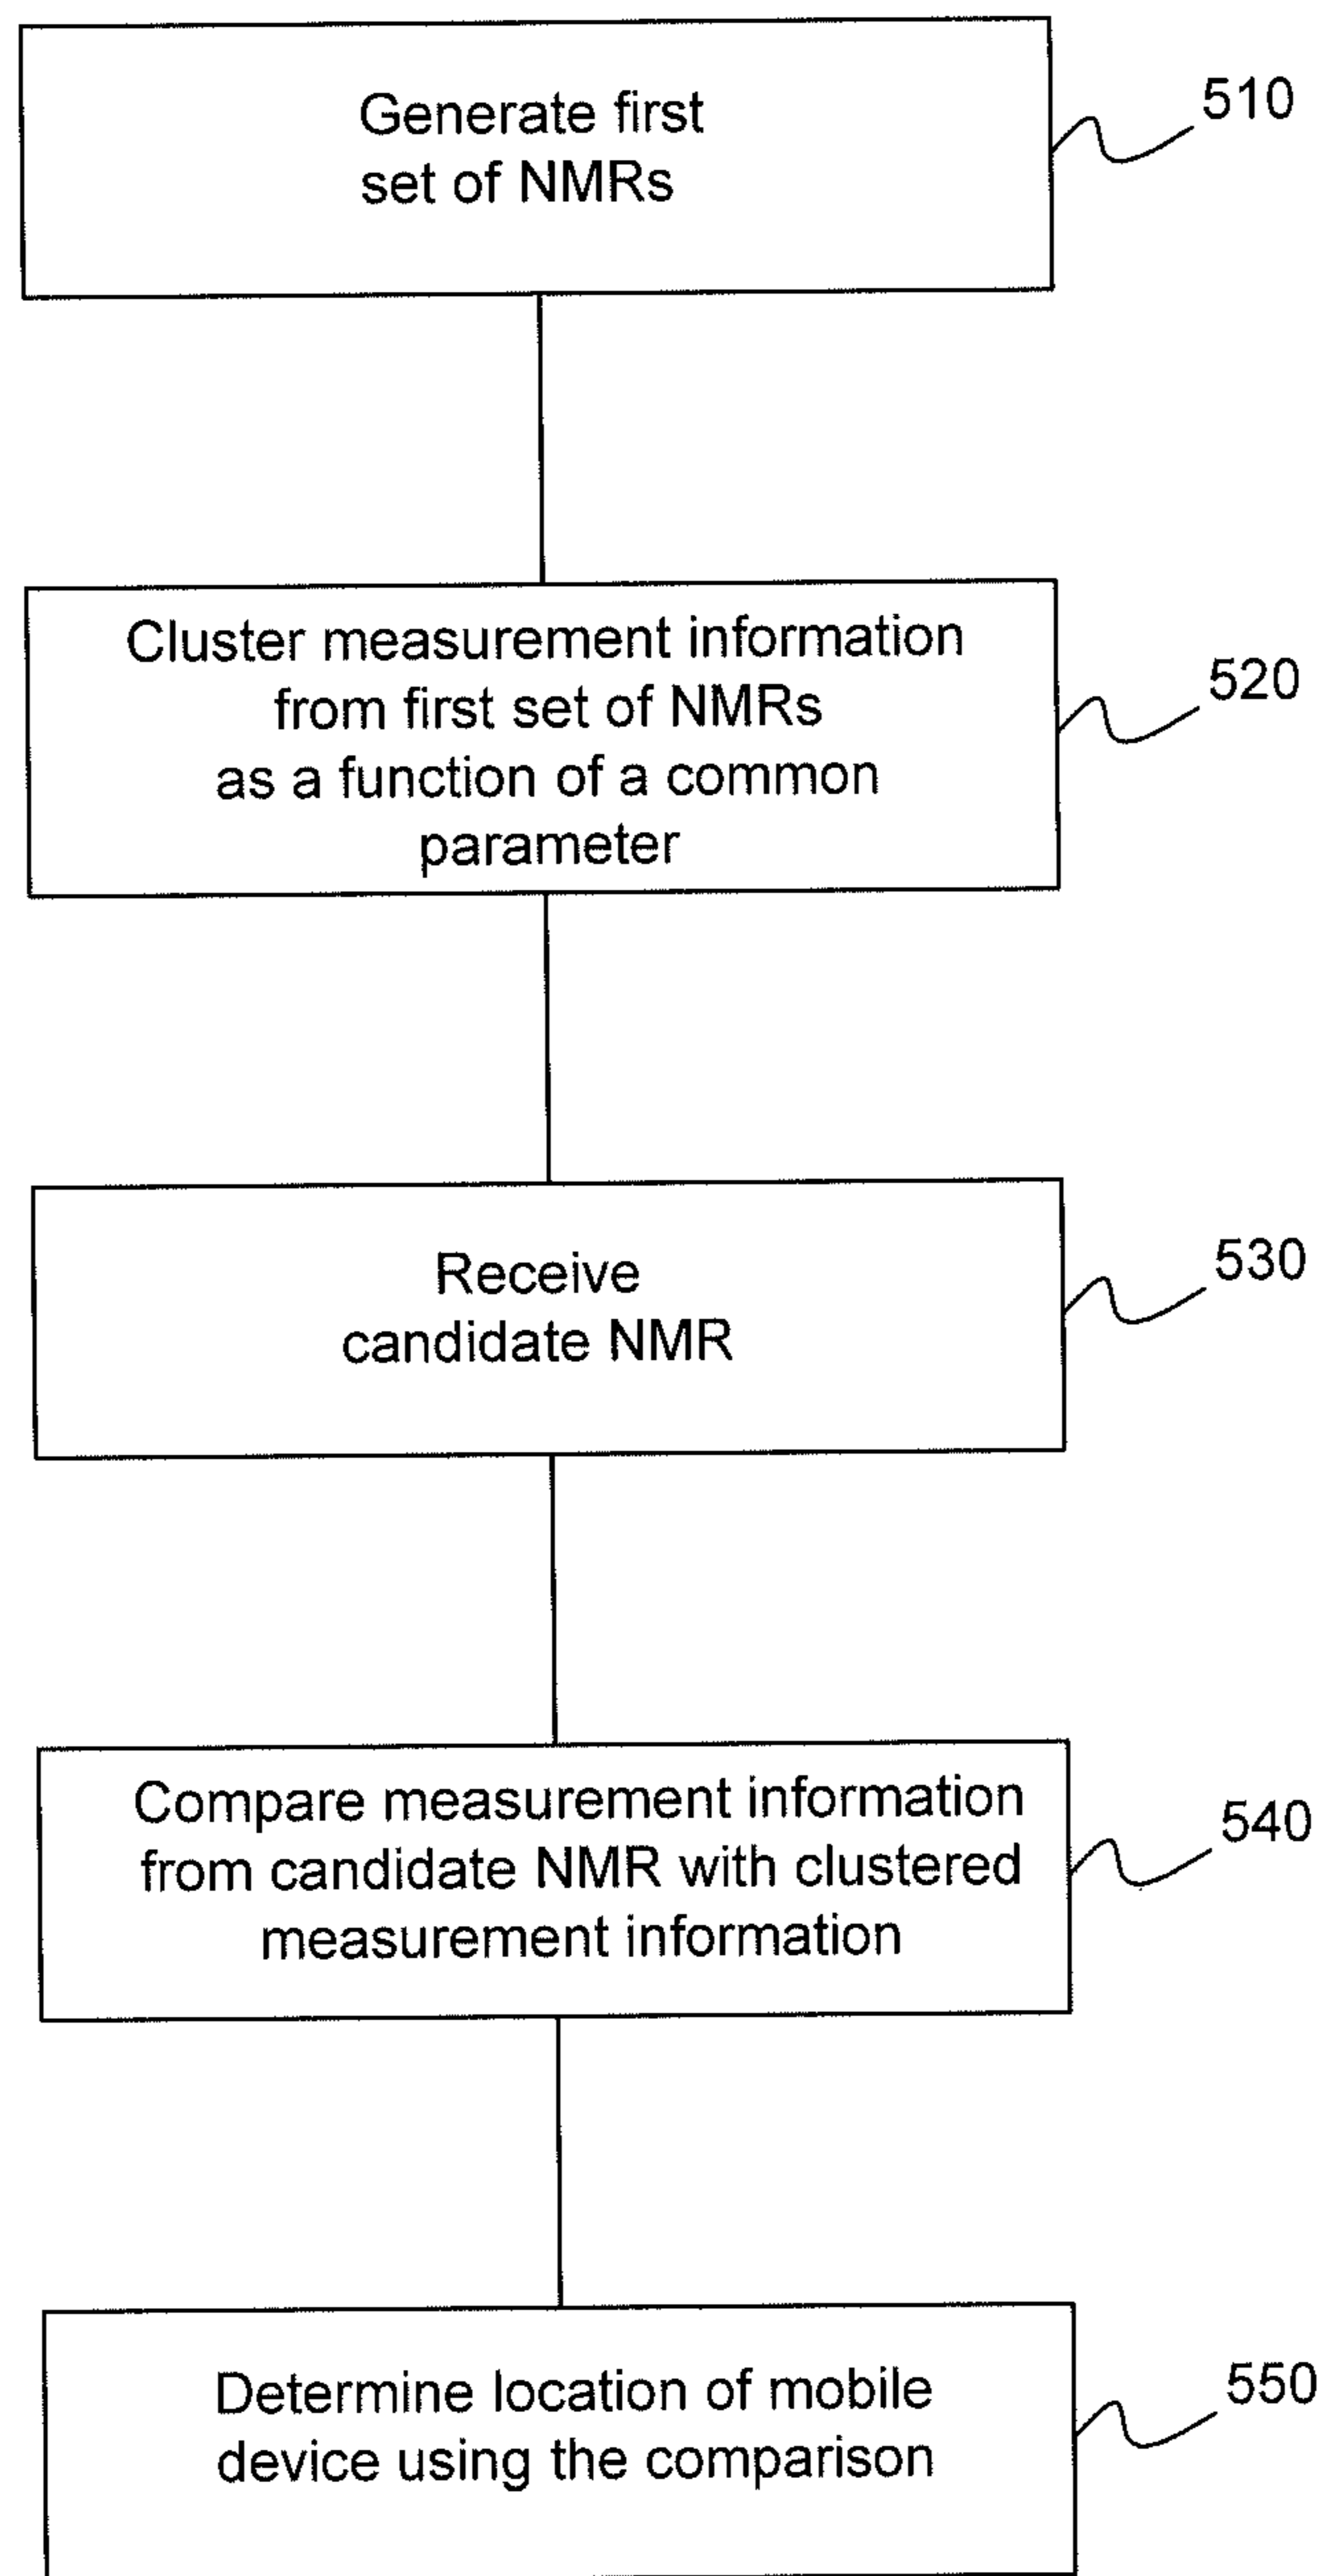 Generate first
set of NMRs
510
Cluster measurement information
from first set of NMRs
as a function of a common
parameter
520
Receive
candidate NMR
530
Compare measurement information
from candidate NMR with clustered
measurement information
540
Determine location of mobile
device using the comparison
550